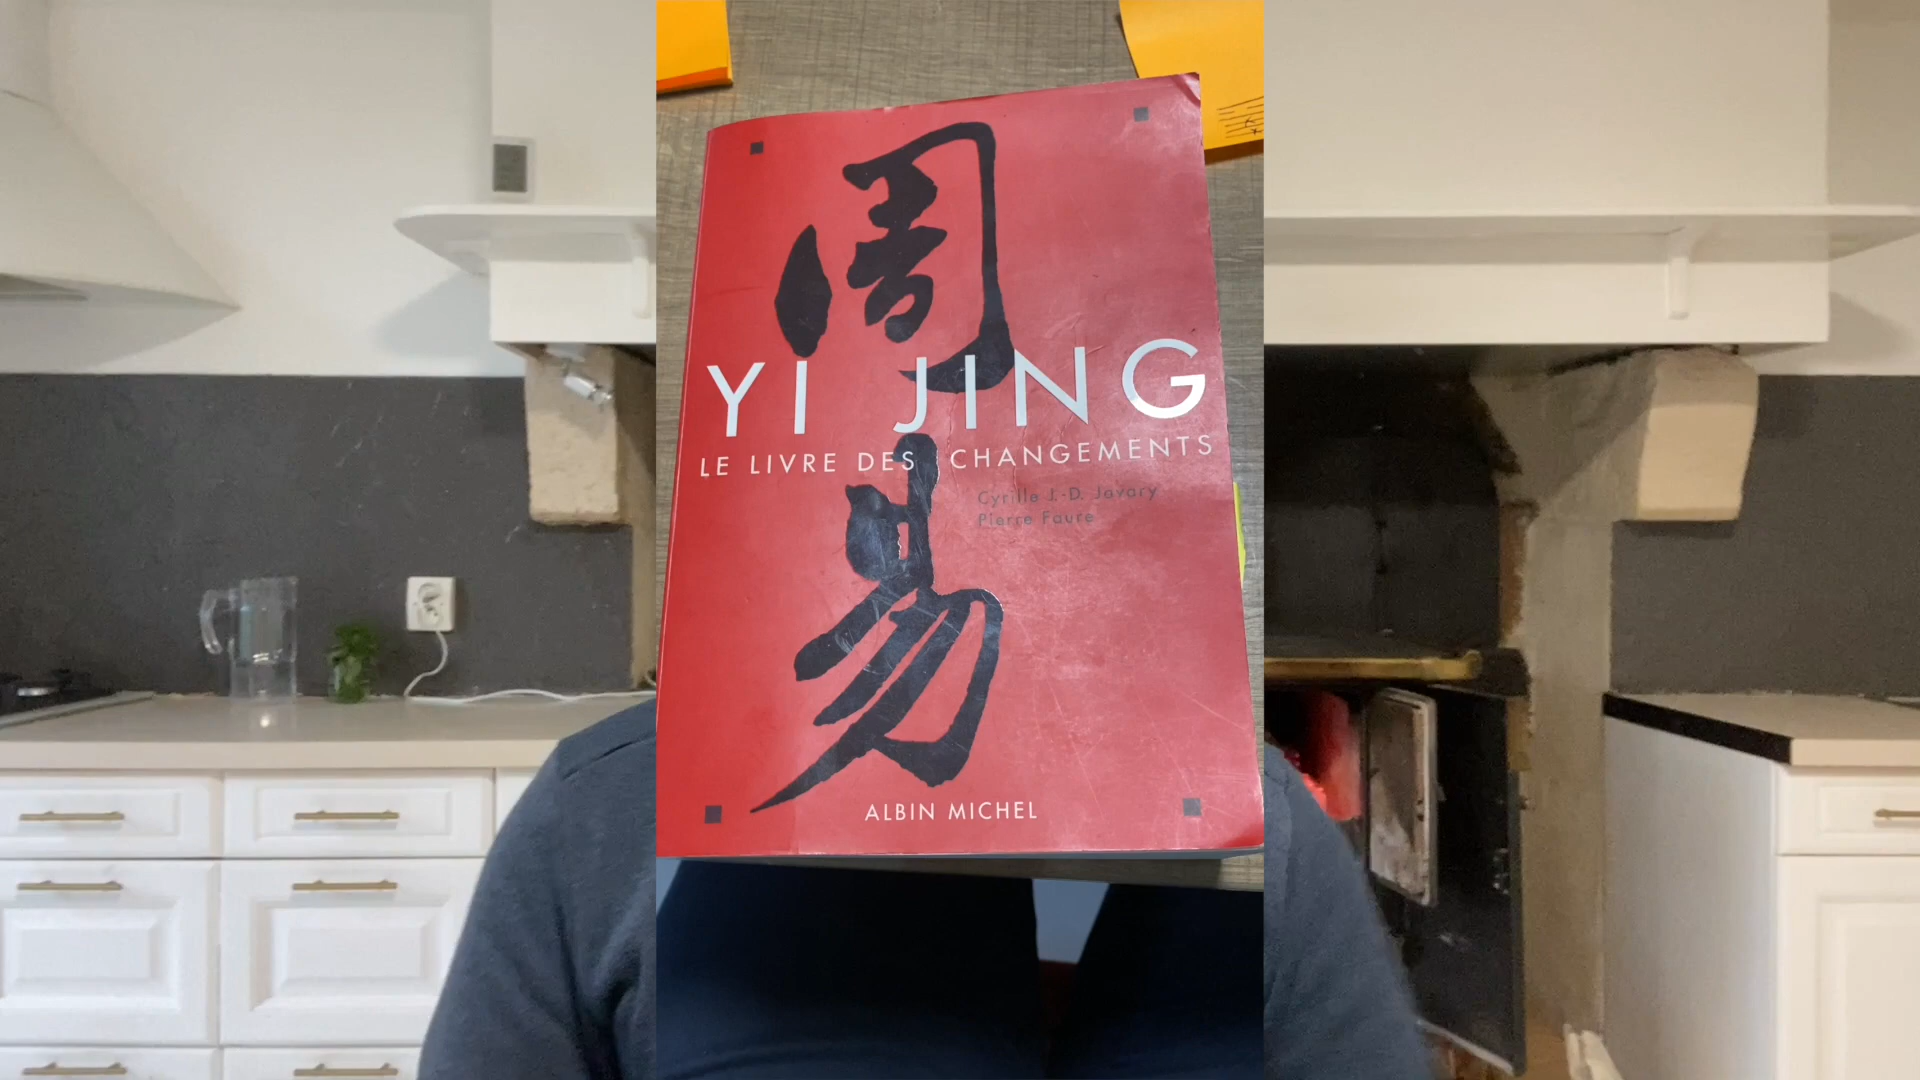 周
YI JING
LE LIVRE DES CHANGEMENTS
Cyrille J.-D. Javary
Pierre Faure
易
ALBIN MICHEL